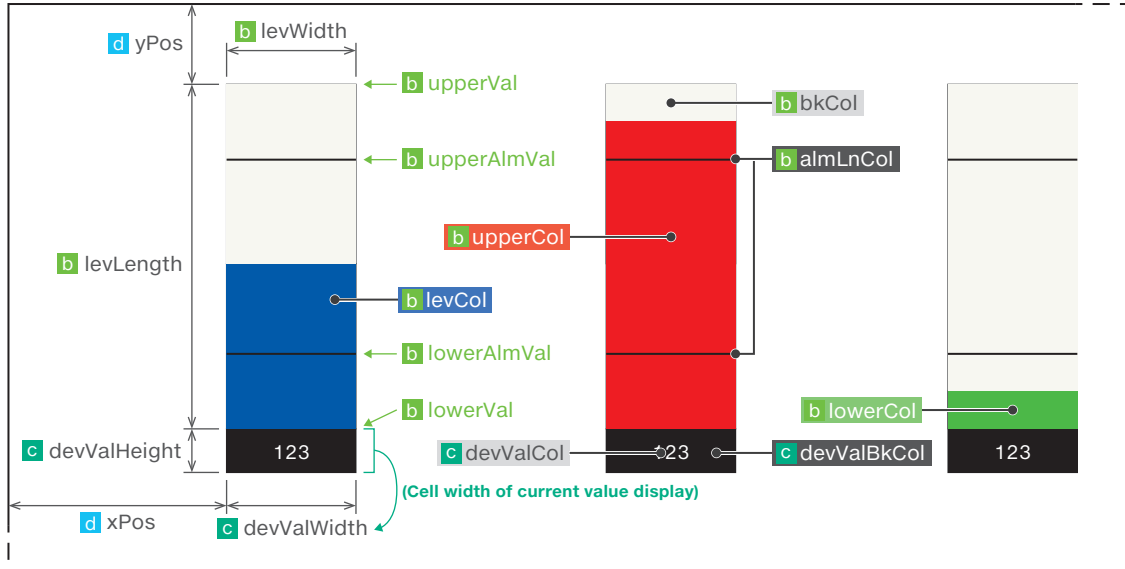 b levWidth
d yPos
b upperVal
b bkCol
b upperAlmVal
b almLnCol
b upperCol
b levLength
b levCol
b lowerAlmVal
b lowerVal
b lowerCol
c devValHeight
123
c devValCol
123
c devValBkCol
123
(Cell width of current value display)
d xPos
c devValWidth